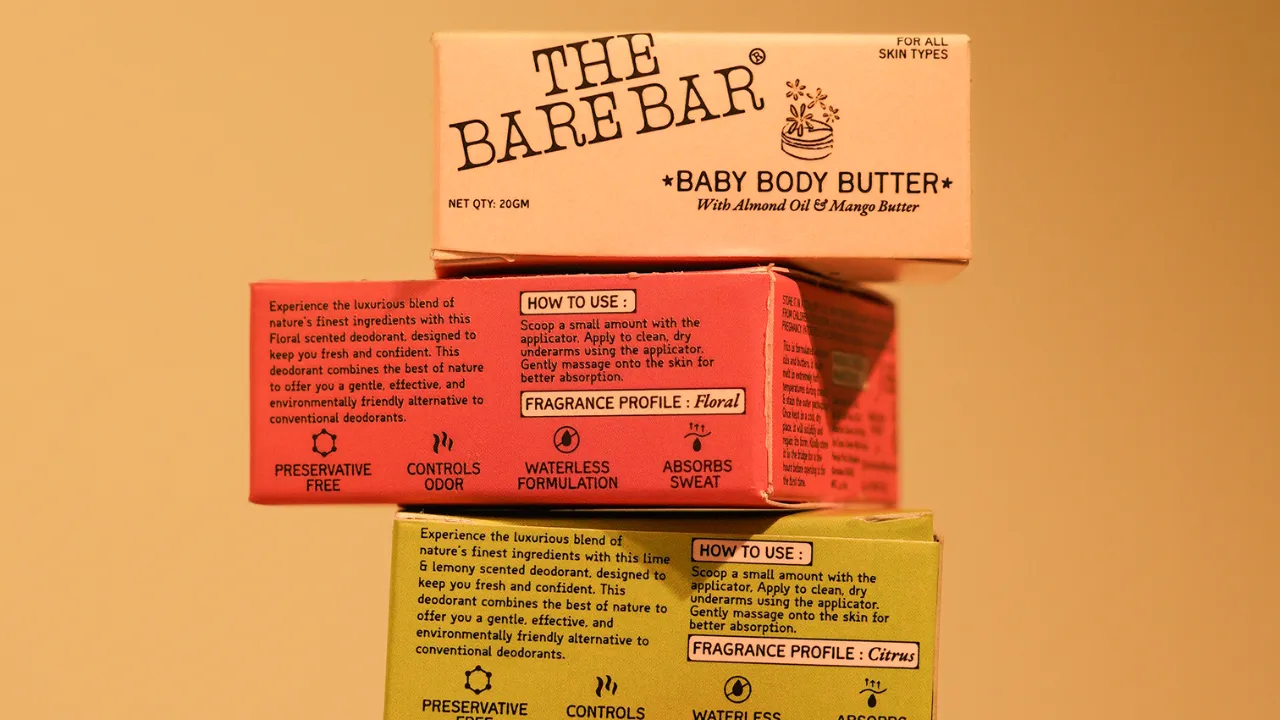 THE
BARE BAR®
FOR ALL
SKIN TYPES
*BABY BODY BUTTER*
With Almond Oil & Mango Butter
NET QTY: 20GM
Experience the luxurious blend of
nature's finest ingredients with this
Floral scented deodorant, designed to
keep you fresh and confident. This
deodorant combines the best of nature
to offer you a gentle, effective, and
environmentally friendly alternative to
conventional deodorants.
HOW TO USE :
Scoop a small amount with the
applicator. Apply to clean, dry
underarms using the applicator.
Gently massage onto the skin for
better absorption.
FRAGRANCE PROFILE : Floral
PRESERVATIVE
FREE
CONTROLS
ODOR
WATERLESS
FORMULATION
ABSORBS
SWEAT
Experience the luxurious blend of
nature's finest ingredients with this lime
& lemony scented deodorant, designed to
keep you fresh and confident. This
deodorant combines the best of nature to
offer you a gentle, effective, and
environmentally friendly alternative to
conventional deodorants.
HOW TO USE :
Scoop a small amount with the
applicator. Apply to clean, dry
underarms using the applicator.
Gently massage onto the skin for
better absorption.
FRAGRANCE PROFILE : Citrus
PRESERVATIVE
FREE
CONTROLS
WATERLESS
ABSORBS